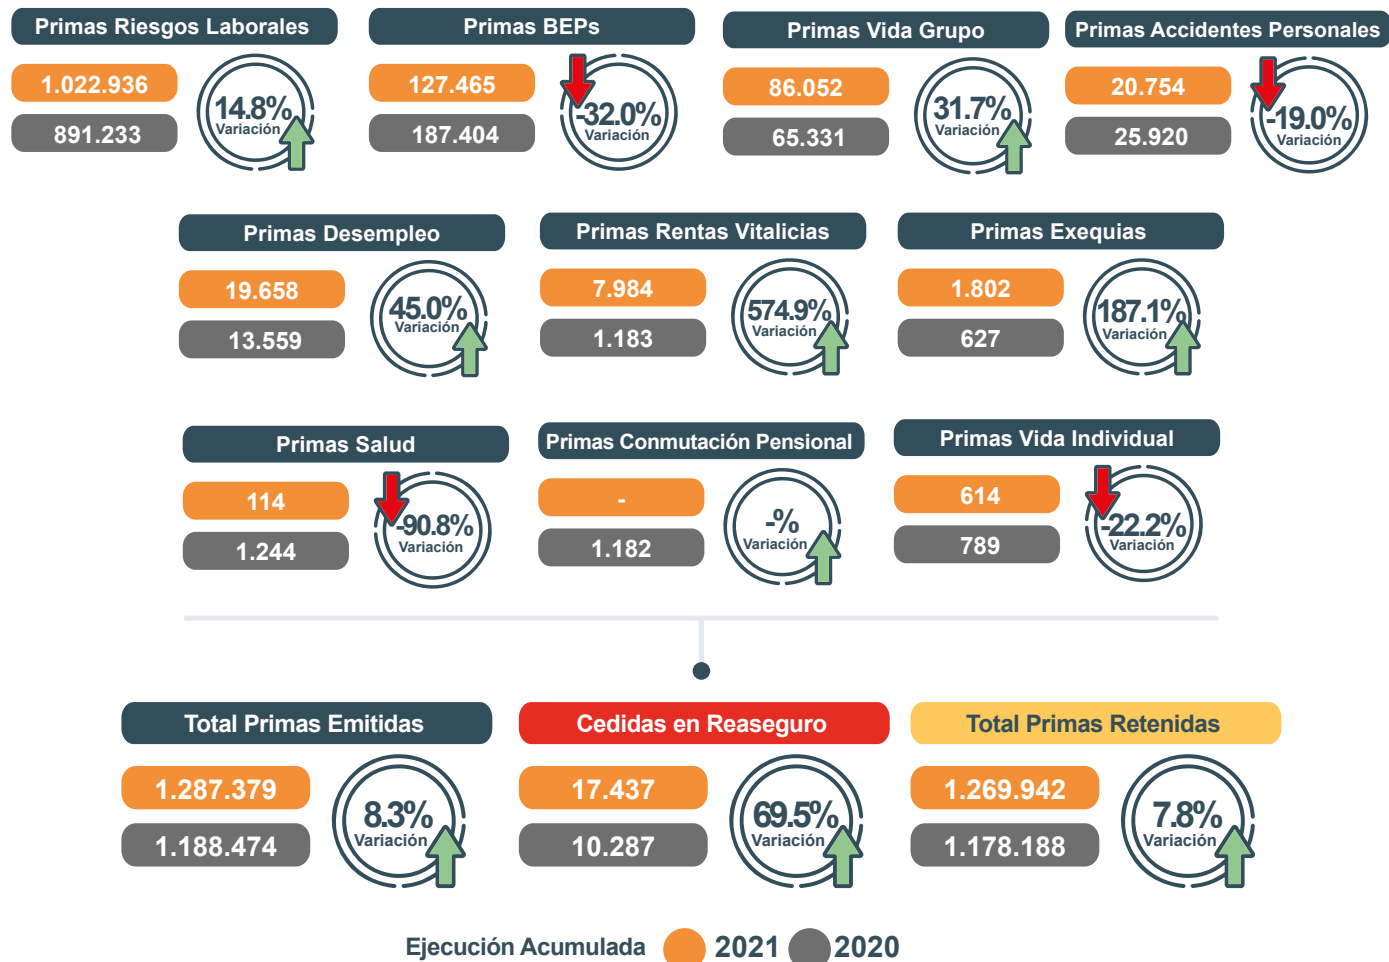 Primas Riesgos Laborales
1.022.936
891.233
14.8%
Variación
Primas BEPs
127.465
187.404
-32.0%
Variación
Primas Vida Grupo
86.052
65.331
31.7%
Variación
Primas Accidentes Personales
20.754
25.920
-19.0%
Variación
Primas Desempleo
19.658
13.559
45.0%
Variación
Primas Rentas Vitalicias
7.984
1.183
574.9%
Variación
Primas Exequias
1.802
627
187.1%
Variación
Primas Salud
114
1.244
-90.8%
Variación
Primas Conmutación Pensional
-
1.182
-%
Variación
Primas Vida Individual
614
789
-22.2%
Variación
Total Primas Emitidas
1.287.379
1.188.474
8.3%
Variación
Cedidas en Reaseguro
17.437
10.287
69.5%
Variación
Total Primas Retenidas
1.269.942
1.178.188
7.8%
Variación
Ejecución Acumulada 2021 2020